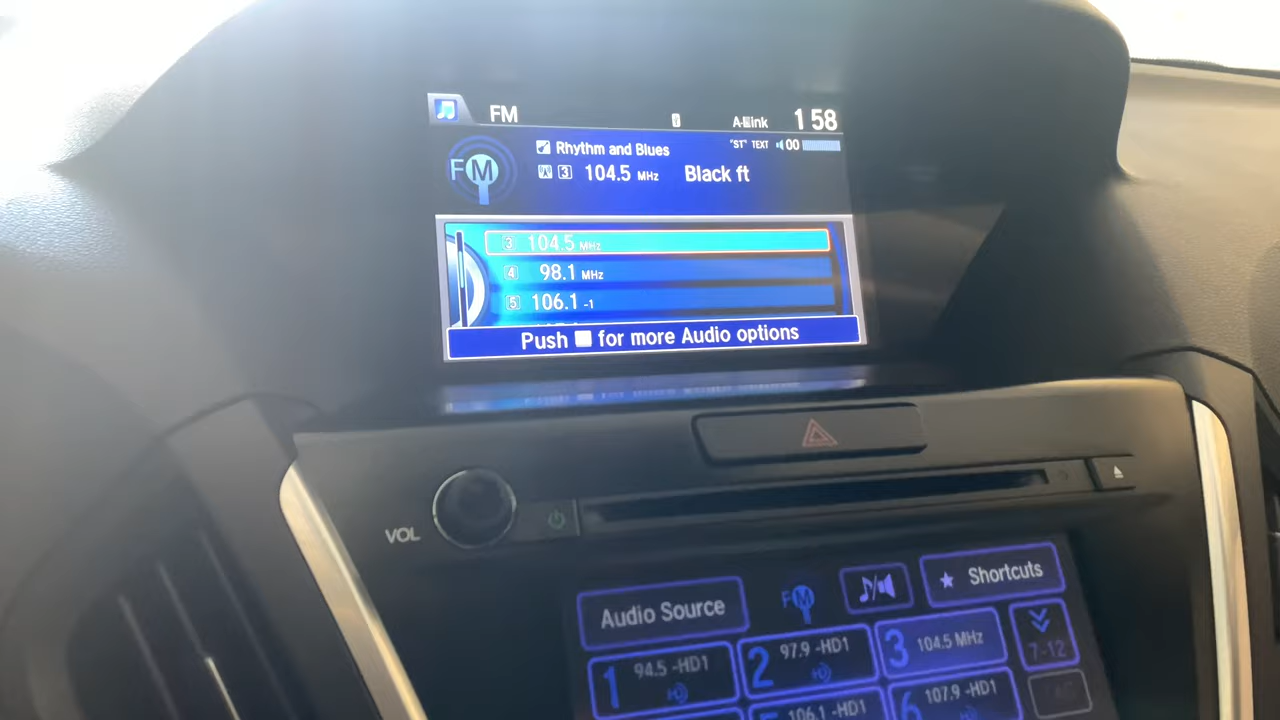 FM A-Link 1 58
Rhythm and Blues "ST" TEXT 00
FM 3 104.5 MHz Black ft
3 104.5 MHz
4 98.1 MHz
5 106.1 -1
Push for more Audio options
VOL
Audio Source FM Shortcuts
1 94.5 -HD1 2 97.9 -HD1 3 104.5 MHz 7-12
106.1 -HD1 6 107.9 -HD1